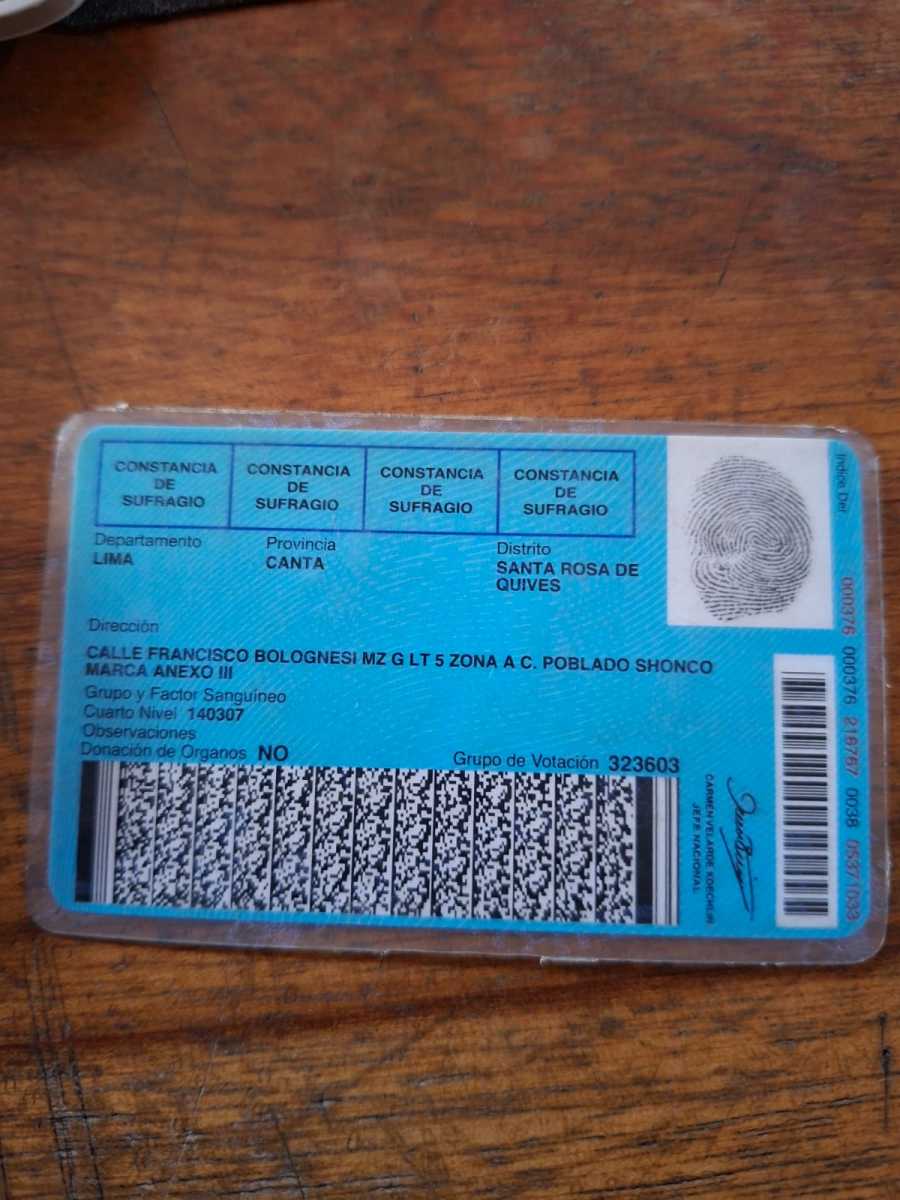 CONSTANCIA DE SUFRAGIO
CONSTANCIA DE SUFRAGIO
CONSTANCIA DE SUFRAGIO
CONSTANCIA DE SUFRAGIO
Departamento
LIMA
Provincia
CANTA
Distrito
SANTA ROSA DE
QUIVES
Dirección
CALLE FRANCISCO BOLOGNESI MZ G LT 5 ZONA A C. POBLADO SHONCO
MARCA ANEXO III
Grupo y Factor Sanguíneo
Cuarto Nivel 140307
Observaciones
Donación de Organos NO
Grupo de Votación 323603
Indice Der.
000376 000376 216767 0038 05371033
CARMEN VELARDE KOECHLIN
JEFE NACIONAL